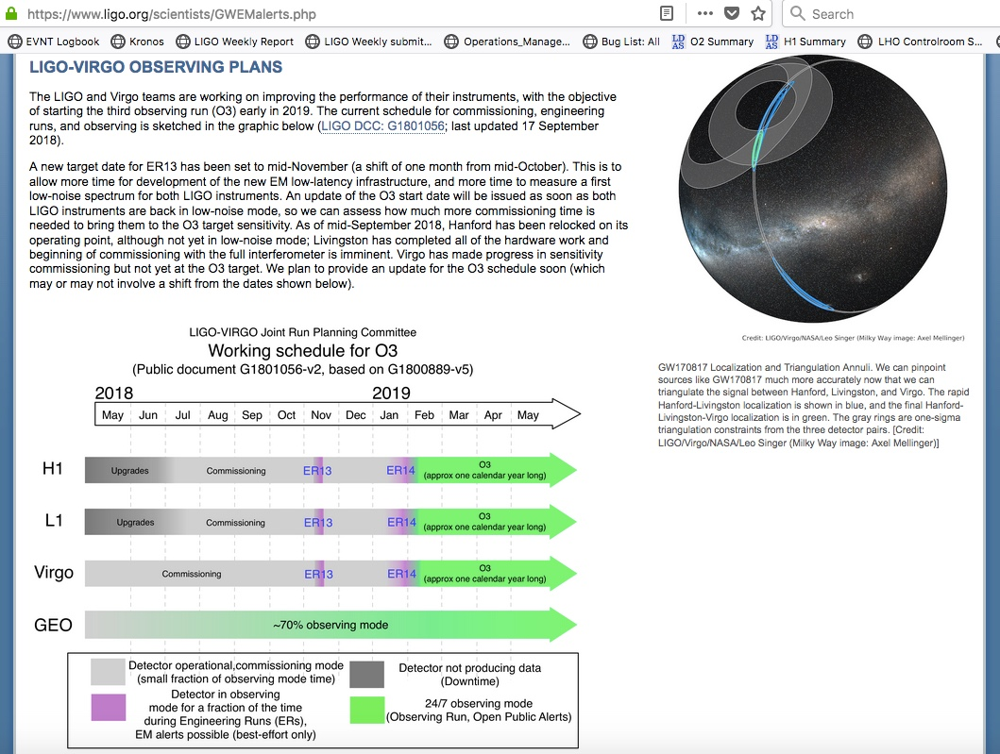 https://www.ligo.org/scientists/GWEMalerts.php
Search
EVNT Logbook
Kronos
LIGO Weekly Report
LIGO Weekly submit...
Operations_Manage...
Bug List: All
LD AS
O2 Summary
LD AS
H1 Summary
LHO Controlroom S...
LIGO-VIRGO OBSERVING PLANS
The LIGO and Virgo teams are working on improving the performance of their instruments, with the objective
of starting the third observing run (O3) early in 2019. The current schedule for commissioning, engineering
runs, and observing is sketched in the graphic below (LIGO DCC: G1801056; last updated 17 September
2018).
A new target date for ER13 has been set to mid-November (a shift of one month from mid-October). This is to
allow more time for development of the new EM low-latency infrastructure, and more time to measure a first
low-noise spectrum for both LIGO instruments. An update of the O3 start date will be issued as soon as both
LIGO instruments are back in low-noise mode, so we can assess how much more commissioning time is
needed to bring them to the O3 target sensitivity. As of mid-September 2018, Hanford has been relocked on its
operating point, although not yet in low-noise mode; Livingston has completed all of the hardware work and
beginning of commissioning with the full interferometer is imminent. Virgo has made progress in sensitivity
commissioning but not yet at the O3 target. We plan to provide an update for the O3 schedule soon (which
may or may not involve a shift from the dates shown below).
Credit: LIGO/Virgo/NASA/Leo Singer (Milky Way image: Axel Mellinger)
GW170817 Localization and Triangulation Annuli. We can pinpoint
sources like GW170817 much more accurately now that we can
triangulate the signal between Hanford, Livingston, and Virgo. The rapid
Hanford-Livingston localization is shown in blue, and the final Hanford-
Livingston-Virgo localization is in green. The gray rings are one-sigma
triangulation constraints from the three detector pairs. [Credit:
LIGO/Virgo/NASA/Leo Singer (Milky Way image: Axel Mellinger)]
LIGO-VIRGO Joint Run Planning Committee
Working schedule for O3
(Public document G1801056-v2, based on G1800889-v5)
2018 2019
May Jun Jul Aug Sep Oct Nov Dec Jan Feb Mar Apr May
H1 Upgrades Commissioning ER13 ER14 O3
(approx one calendar year long)
L1 Upgrades Commissioning ER13 ER14 O3
(approx one calendar year long)
Virgo Commissioning ER13 ER14 O3
(approx one calendar year long)
GEO ~70% observing mode
Detector operational,commissioning mode
(small fraction of observing mode time)
Detector not producing data
(Downtime)
Detector in observing
mode for a fraction of the time
during Engineering Runs (ERs),
EM alerts possible (best-effort only)
24/7 observing mode
(Observing Run, Open Public Alerts)